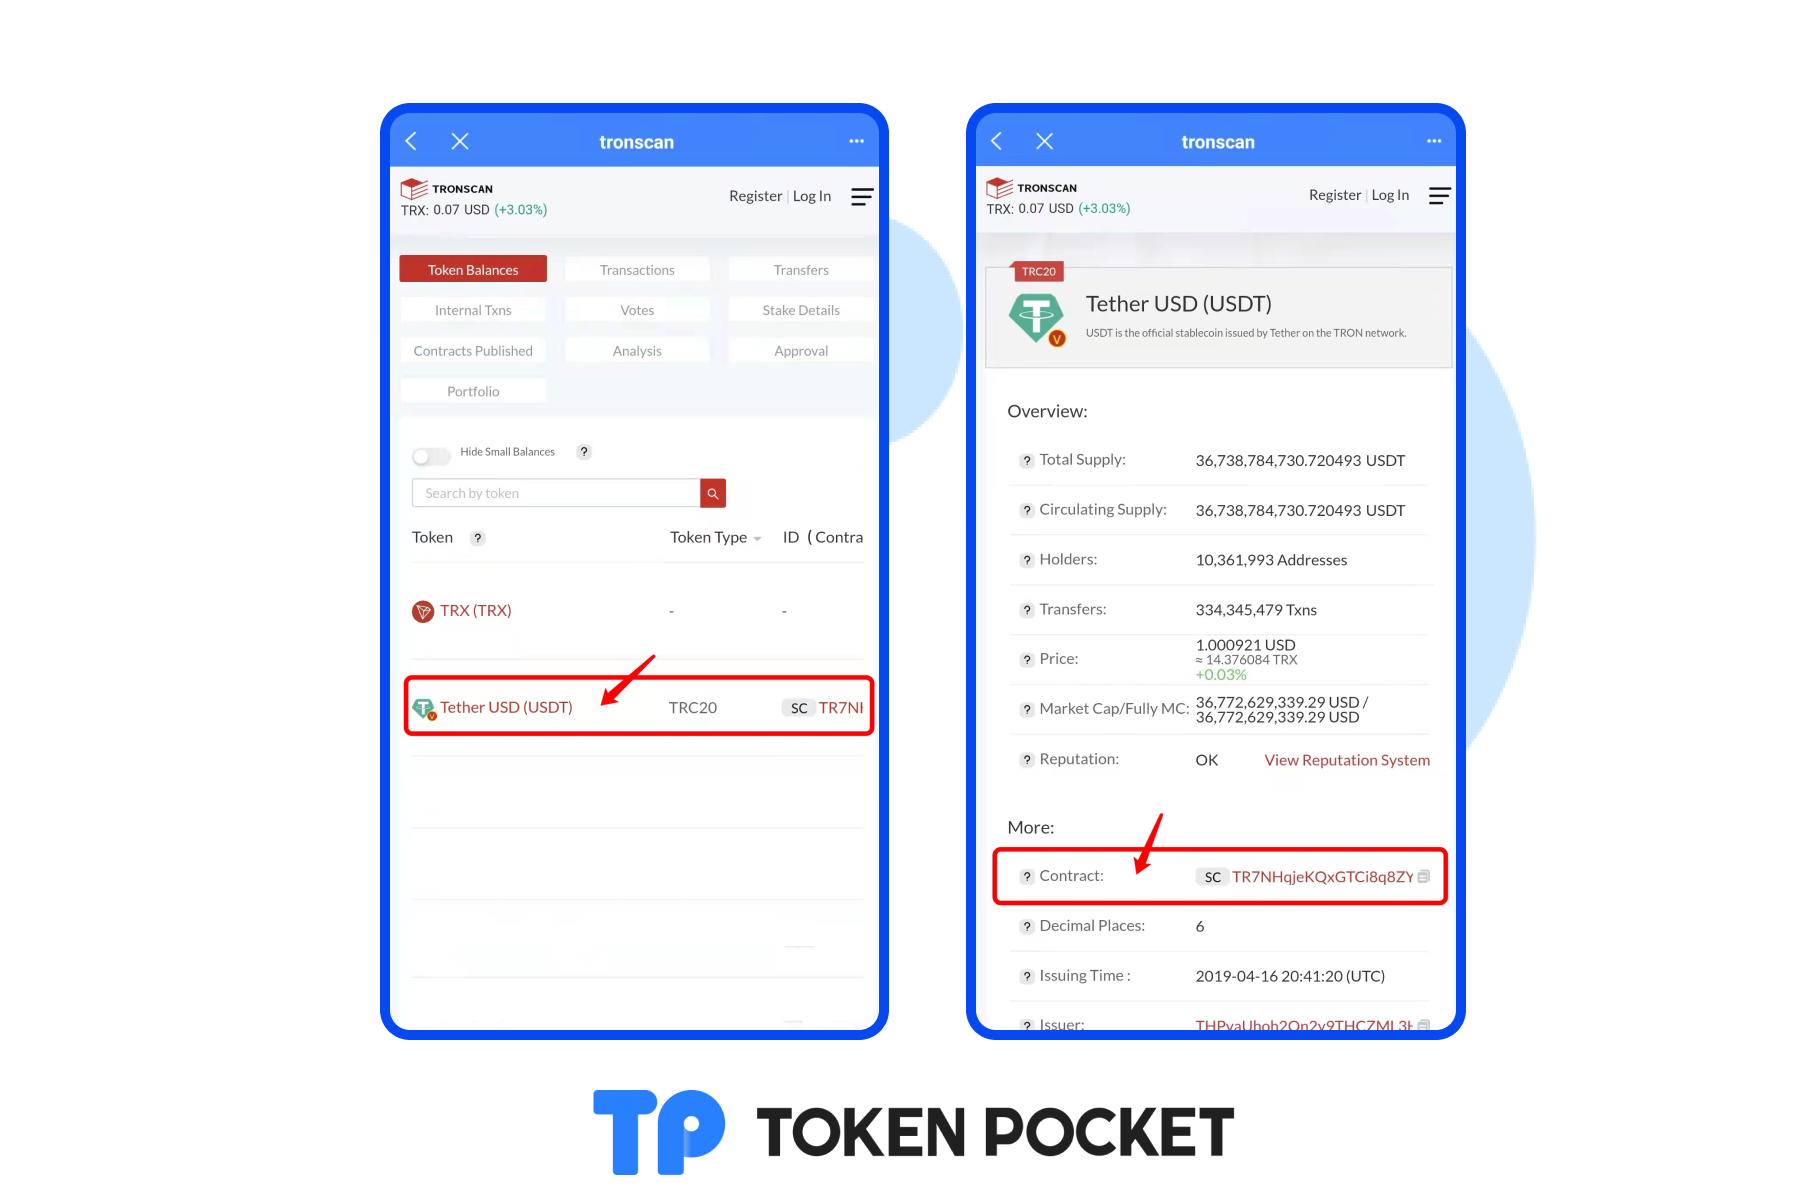 tronscan
TRONSCAN
TRX: 0.07 USD (+3.03%)
Register | Log In
Token Balances
Transactions
Transfers
Internal Txns
Votes
Stake Details
Contracts Published
Analysis
Approval
Portfolio
Hide Small Balances ?
Search by token
Token ? Token Type ID ( Contra
TRX (TRX) - -
Tether USD (USDT) TRC20 SC TR7NH
tronscan
TRONSCAN
TRX: 0.07 USD (+3.03%)
Register | Log In
TRC20
Tether USD (USDT)
USDT is the official stablecoin issued by Tether on the TRON network.
Overview:
? Total Supply: 36,738,784,730.720493 USDT
? Circulating Supply: 36,738,784,730.720493 USDT
? Holders: 10,361,993 Addresses
? Transfers: 334,345,479 Txns
? Price: 1.000921 USD
≈ 14.376084 TRX
+0.03%
? Market Cap/Fully MC: 36,772,629,339.29 USD /
36,772,629,339.29 USD
? Reputation: OK View Reputation System
More:
? Contract: SC TR7NHqjeKQxGTCi8q8ZY
? Decimal Places: 6
? Issuing Time : 2019-04-16 20:41:20 (UTC)
? Issuer:
TP TOKEN POCKET